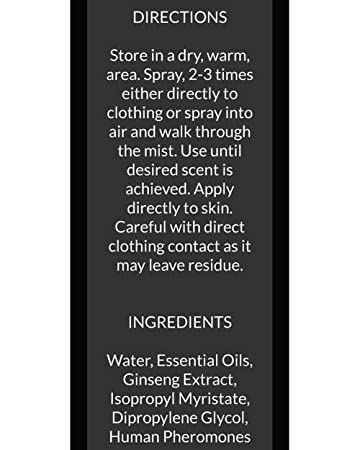 DIRECTIONS
Store in a dry, warm,
area. Spray, 2-3 times
either directly to
clothing or spray into
air and walk through
the mist. Use until
desired scent is
achieved. Apply
directly to skin.
Careful with direct
clothing contact as it
may leave residue.
INGREDIENTS
Water, Essential Oils,
Ginseng Extract,
Isopropyl Myristate,
Dipropylene Glycol,
Human Pheromones